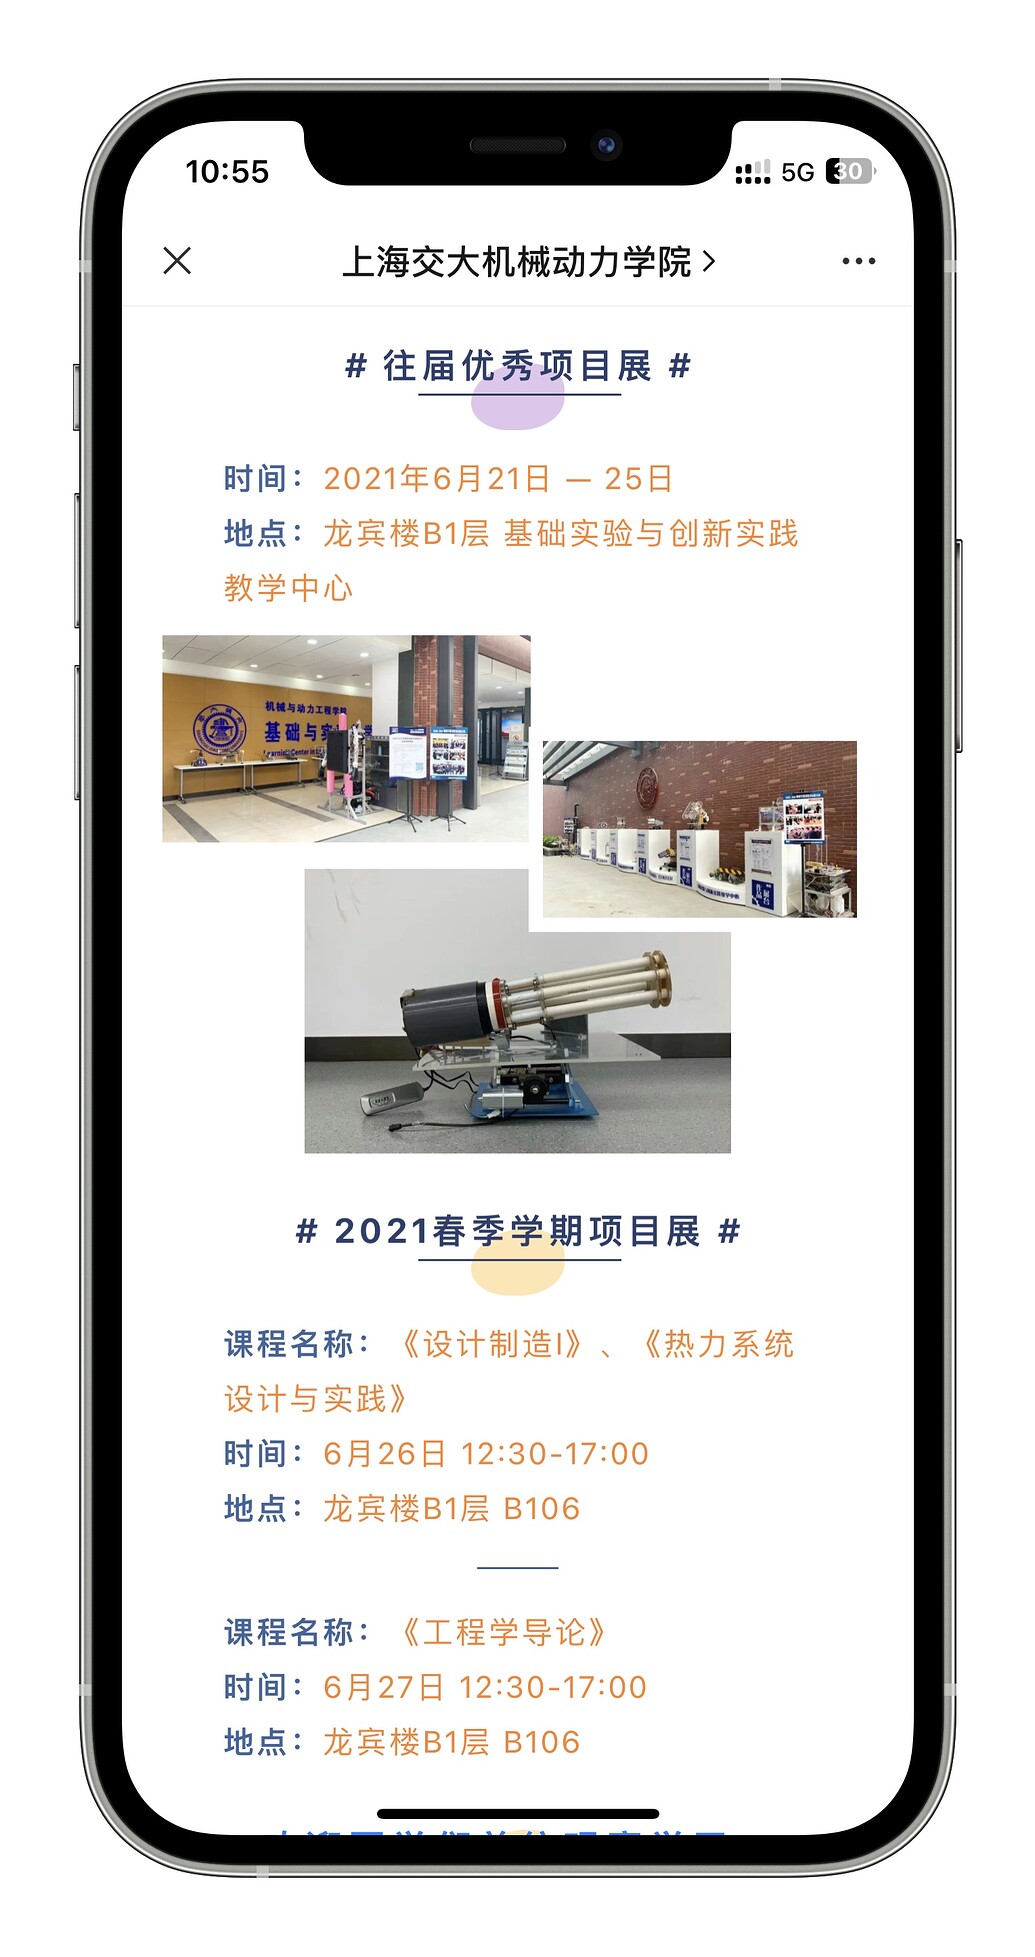 10:55
5G 30
上海交大机械动力学院
# 往届优秀项目展 #
时间：2021年6月21日 — 25日
地点：龙宾楼B1层 基础实验与创新实践
教学中心
机械与动力工程学院
基础与实
# 2021春季学期项目展 #
课程名称：《设计制造I》、《热力系统
设计与实践》
时间：6月26日 12:30-17:00
地点：龙宾楼B1层 B106
课程名称：《工程学导论》
时间：6月27日 12:30-17:00
地点：龙宾楼B1层 B106